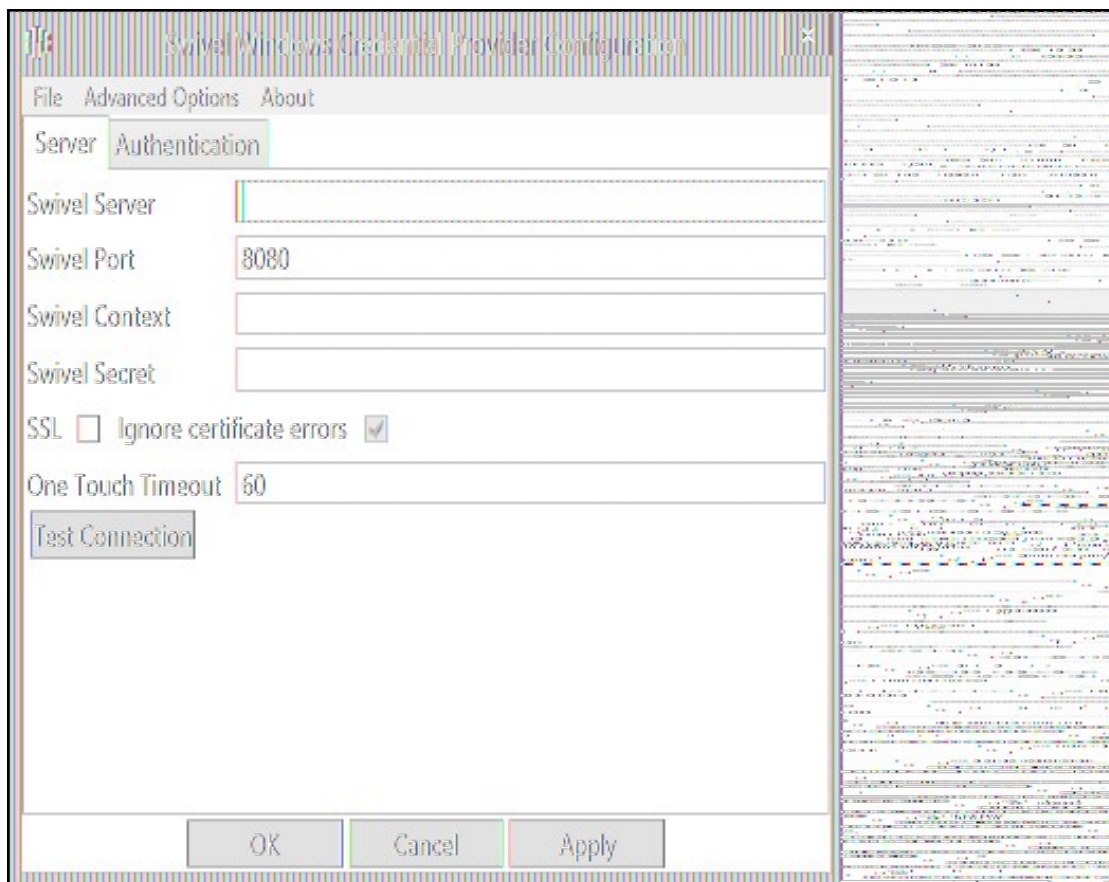 Swivel Windows Credential Provider Configuration
File Advanced Options About
Server Authentication
Swivel Server
Swivel Port 8080
Swivel Context
Swivel Secret
SSL Ignore certificate errors
One Touch Timeout 60
Test Connection
OK Cancel Apply